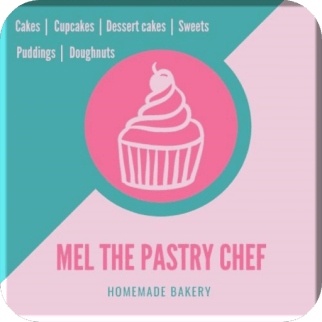 Cakes | Cupcakes | Dessert cakes | Sweets
Puddings | Doughnuts
MEL THE PASTRY CHEF
HOMEMADE BAKERY